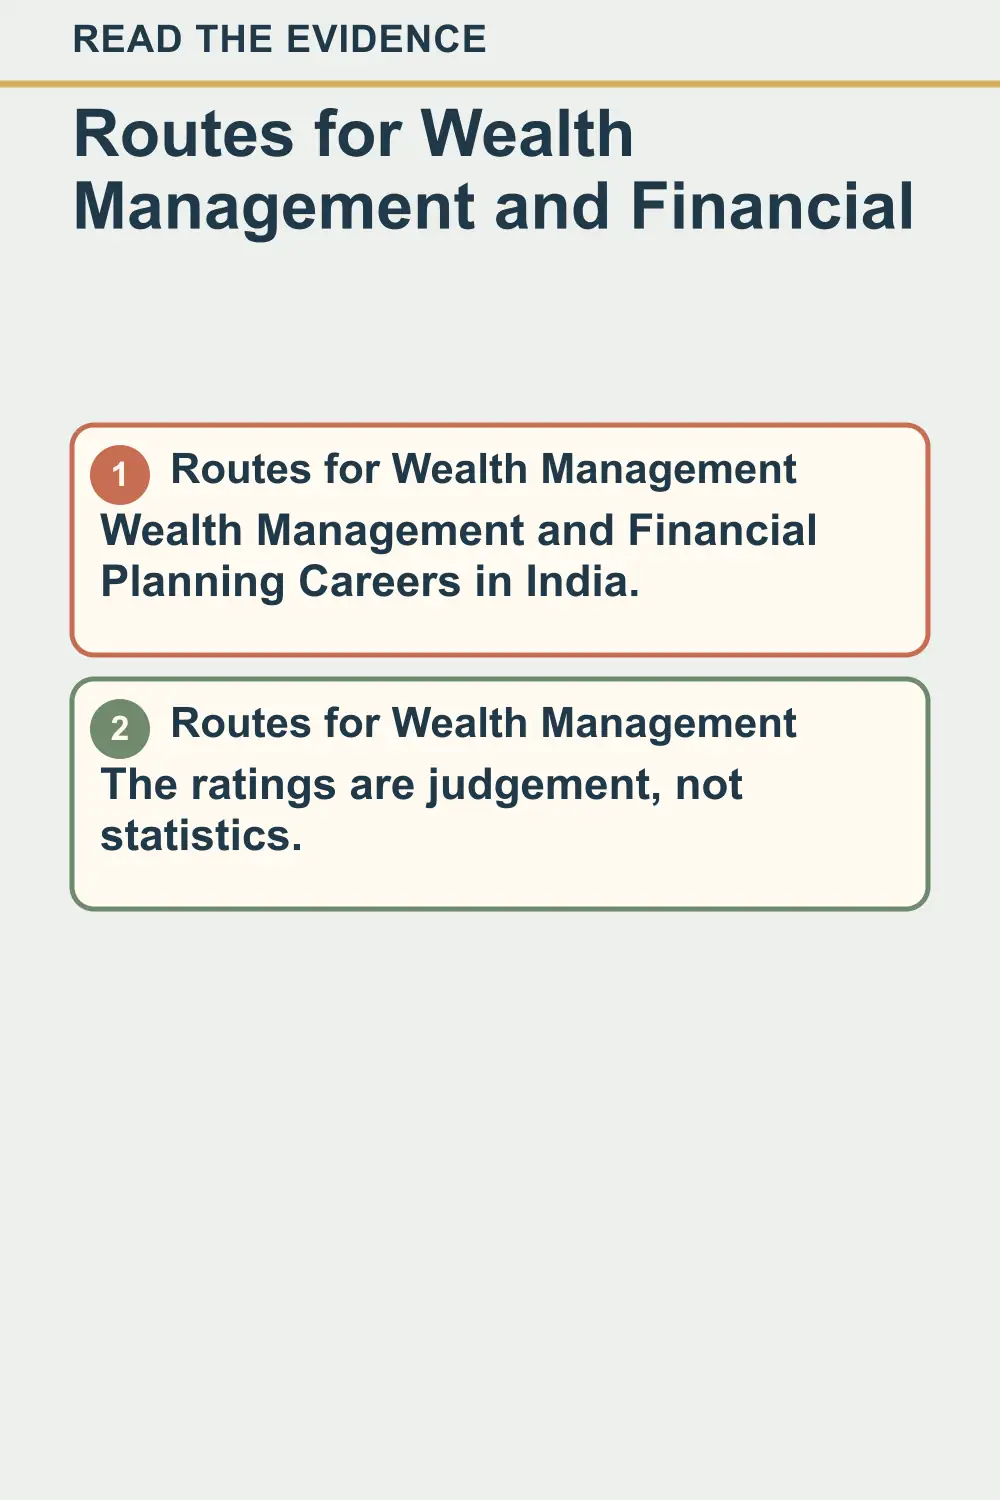 READ THE EVIDENCE
Routes for Wealth
Management and Financial
1
Routes for Wealth Management
Wealth Management and Financial
Planning Careers in India.
2
Routes for Wealth Management
The ratings are judgement, not
statistics.